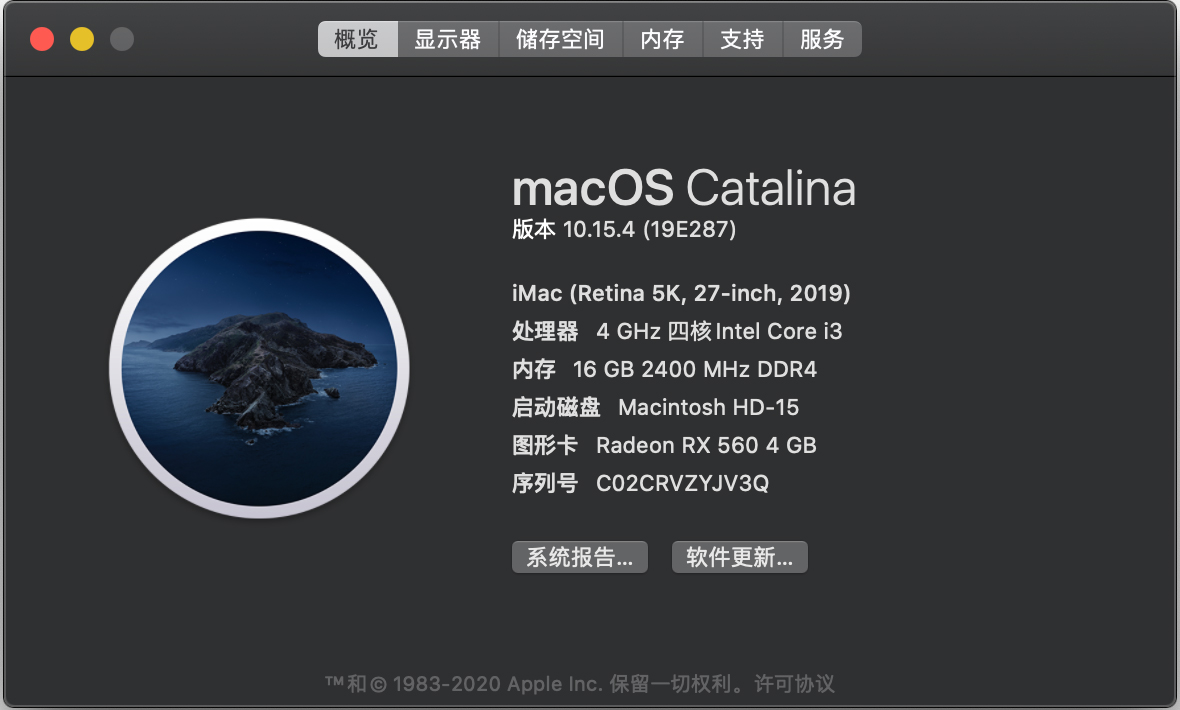 概览 显示器 储存空间 内存 支持 服务
macOS Catalina
版本 10.15.4 (19E287)
iMac (Retina 5K, 27-inch, 2019)
处理器 4 GHz 四核Intel Core i3
内存 16 GB 2400 MHz DDR4
启动磁盘 Macintosh HD-15
图形卡 Radeon RX 560 4 GB
序列号 C02CRVZYJV3Q
系统报告... 软件更新...
™和© 1983-2020 Apple Inc. 保留一切权利。许可协议